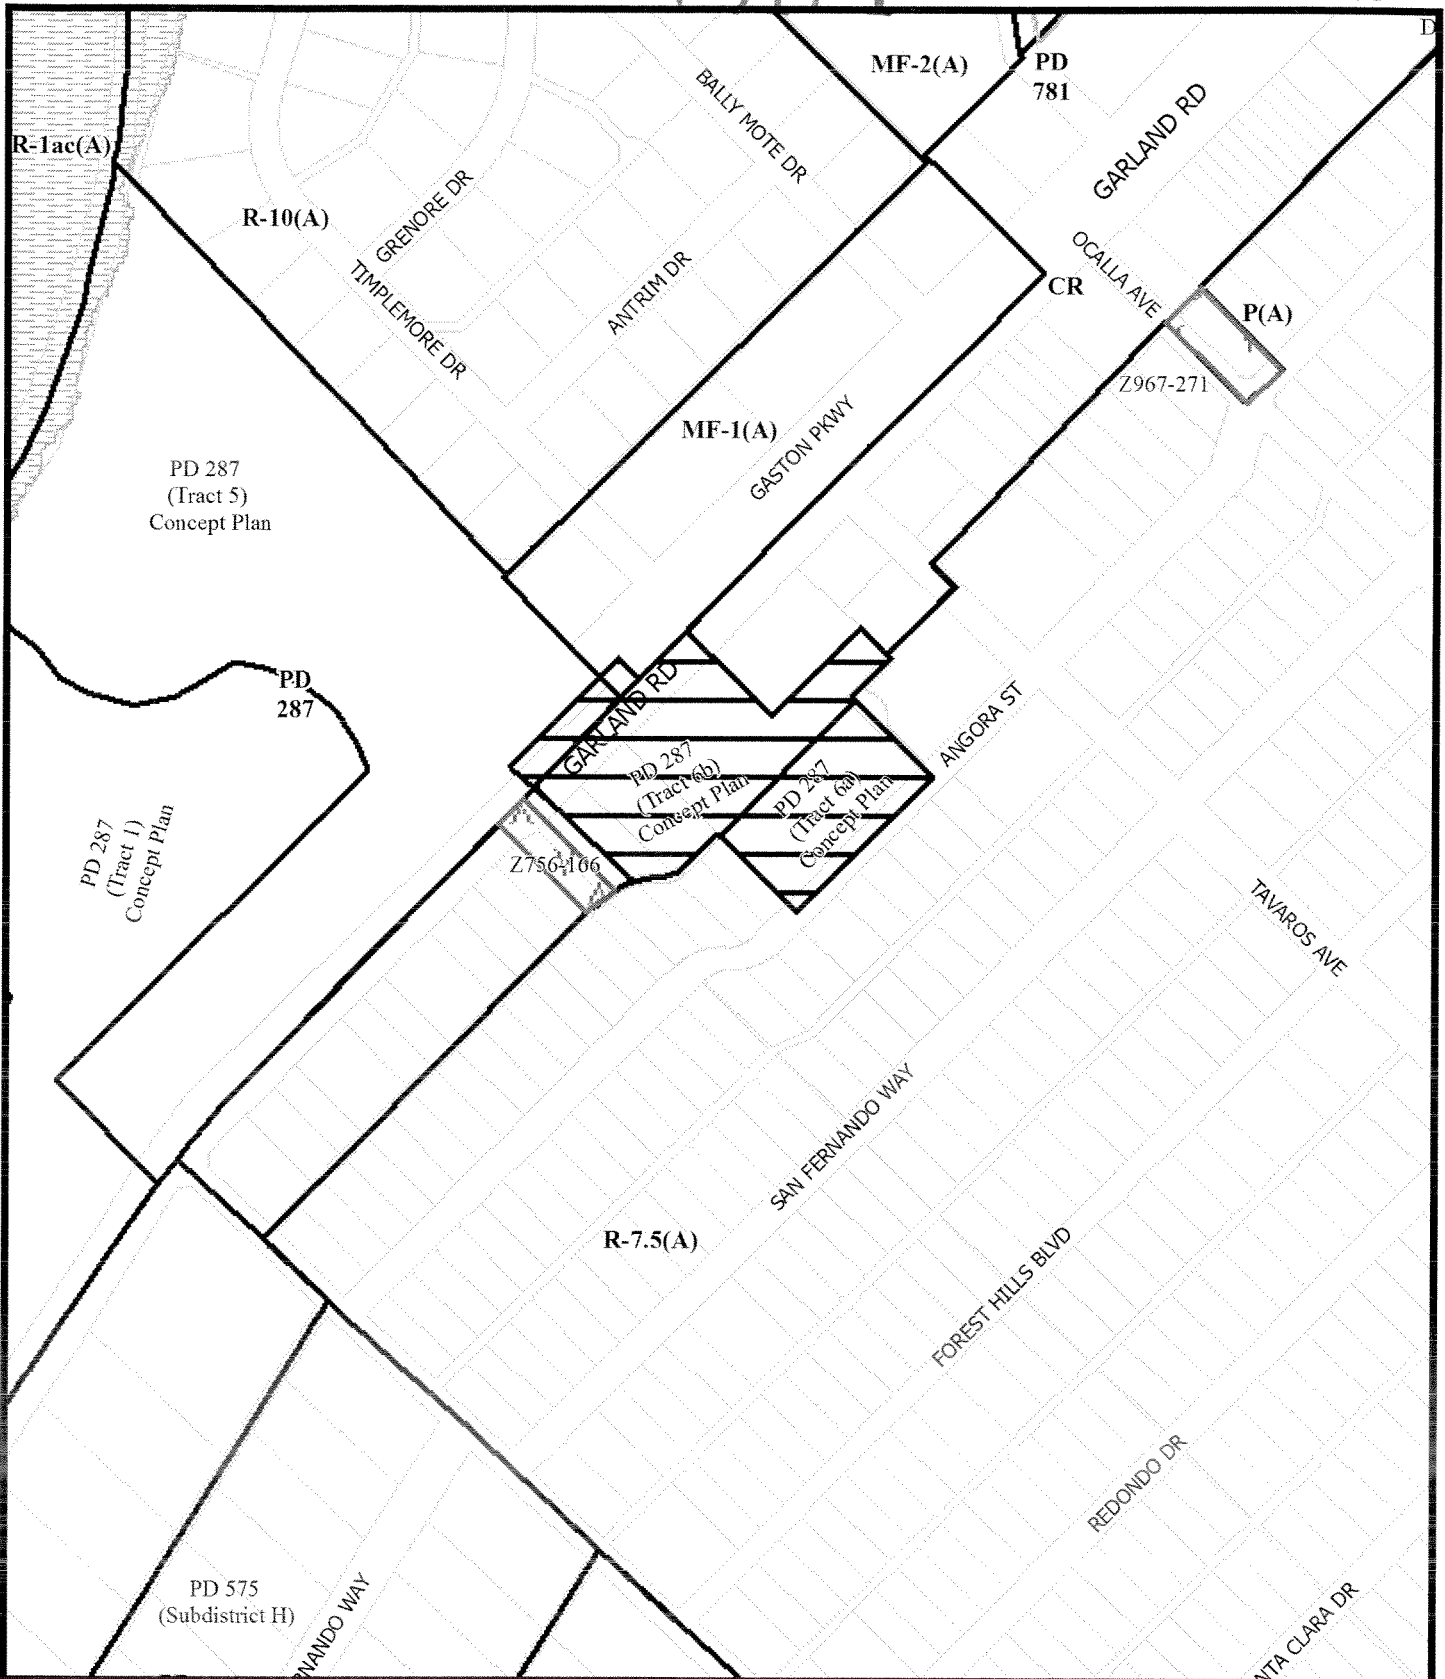 D
MF-2(A)
PD
781
BALLY MOTE DR
GARLAND RD
R-1ac(A)
R-10(A)
GRENORE DR
TIMPLEMORE DR
ANTRIM DR
OCALLA AVE
CR
P(A)
Z967-271
MF-1(A)
GASTON PKWY
PD 287
(Tract 5)
Concept Plan
PD
287
GARLAND RD
ANGORA ST
PD 287
(Tract 6b)
Concept Plan
PD 287
(Tract 6a)
Concept Plan
PD 287
(Tract 1)
Concept Plan
Z756-166
TAVAROS AVE
SAN FERNANDO WAY
R-7.5(A)
FOREST HILLS BLVD
REDONDO DR
PD 575
(Subdistrict H)
RNANDO WAY
NTA CLARA DR